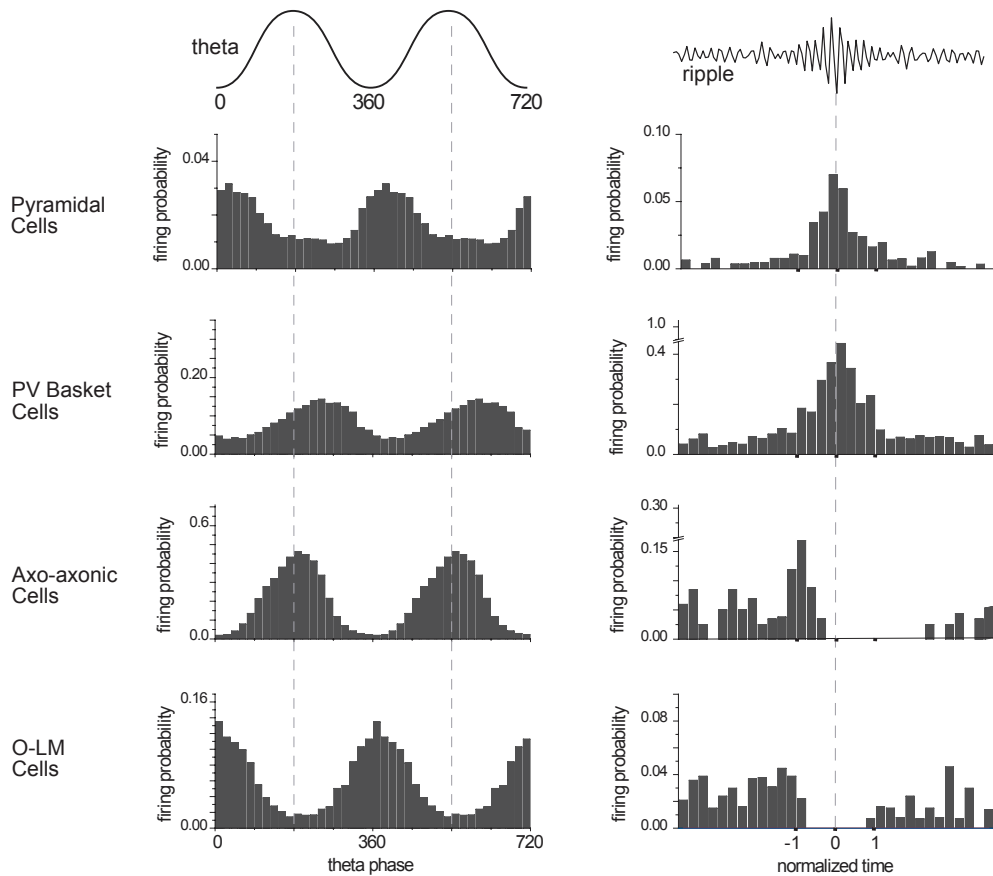 theta
0
360
720
ripple
Pyramidal
Cells
firing probability
0.04
0.00
firing probability
0.10
0.05
0.00
PV Basket
Cells
firing probability
0.20
0.00
firing probability
1.0
0.4
0.0
Axo-axonic
Cells
firing probability
0.6
0.0
firing probability
0.30
0.15
0.00
O-LM
Cells
firing probability
0.16
0.00
0
360
720
theta phase
firing probability
0.08
0.04
0.00
-1
0
1
normalized time